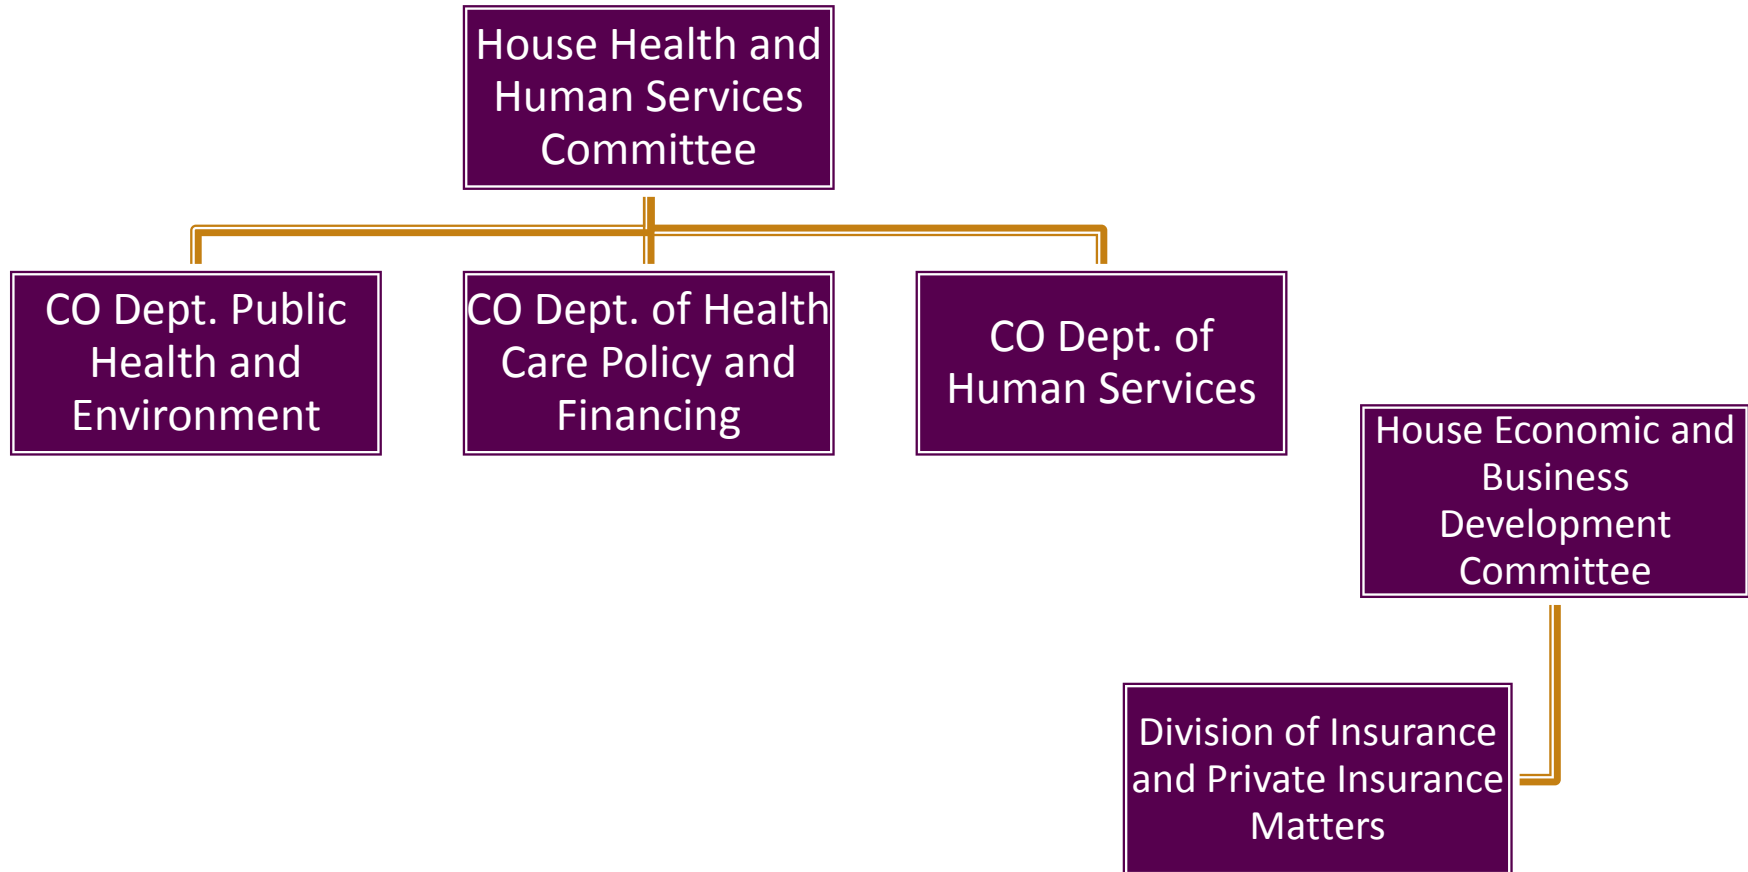 House Health and
Human Services
Committee
CO Dept. Public
Health and
Environment
CO Dept. of Health
Care Policy and
Financing
CO Dept. of
Human Services
House Economic and
Business
Development
Committee
Division of Insurance
and Private Insurance
Matters